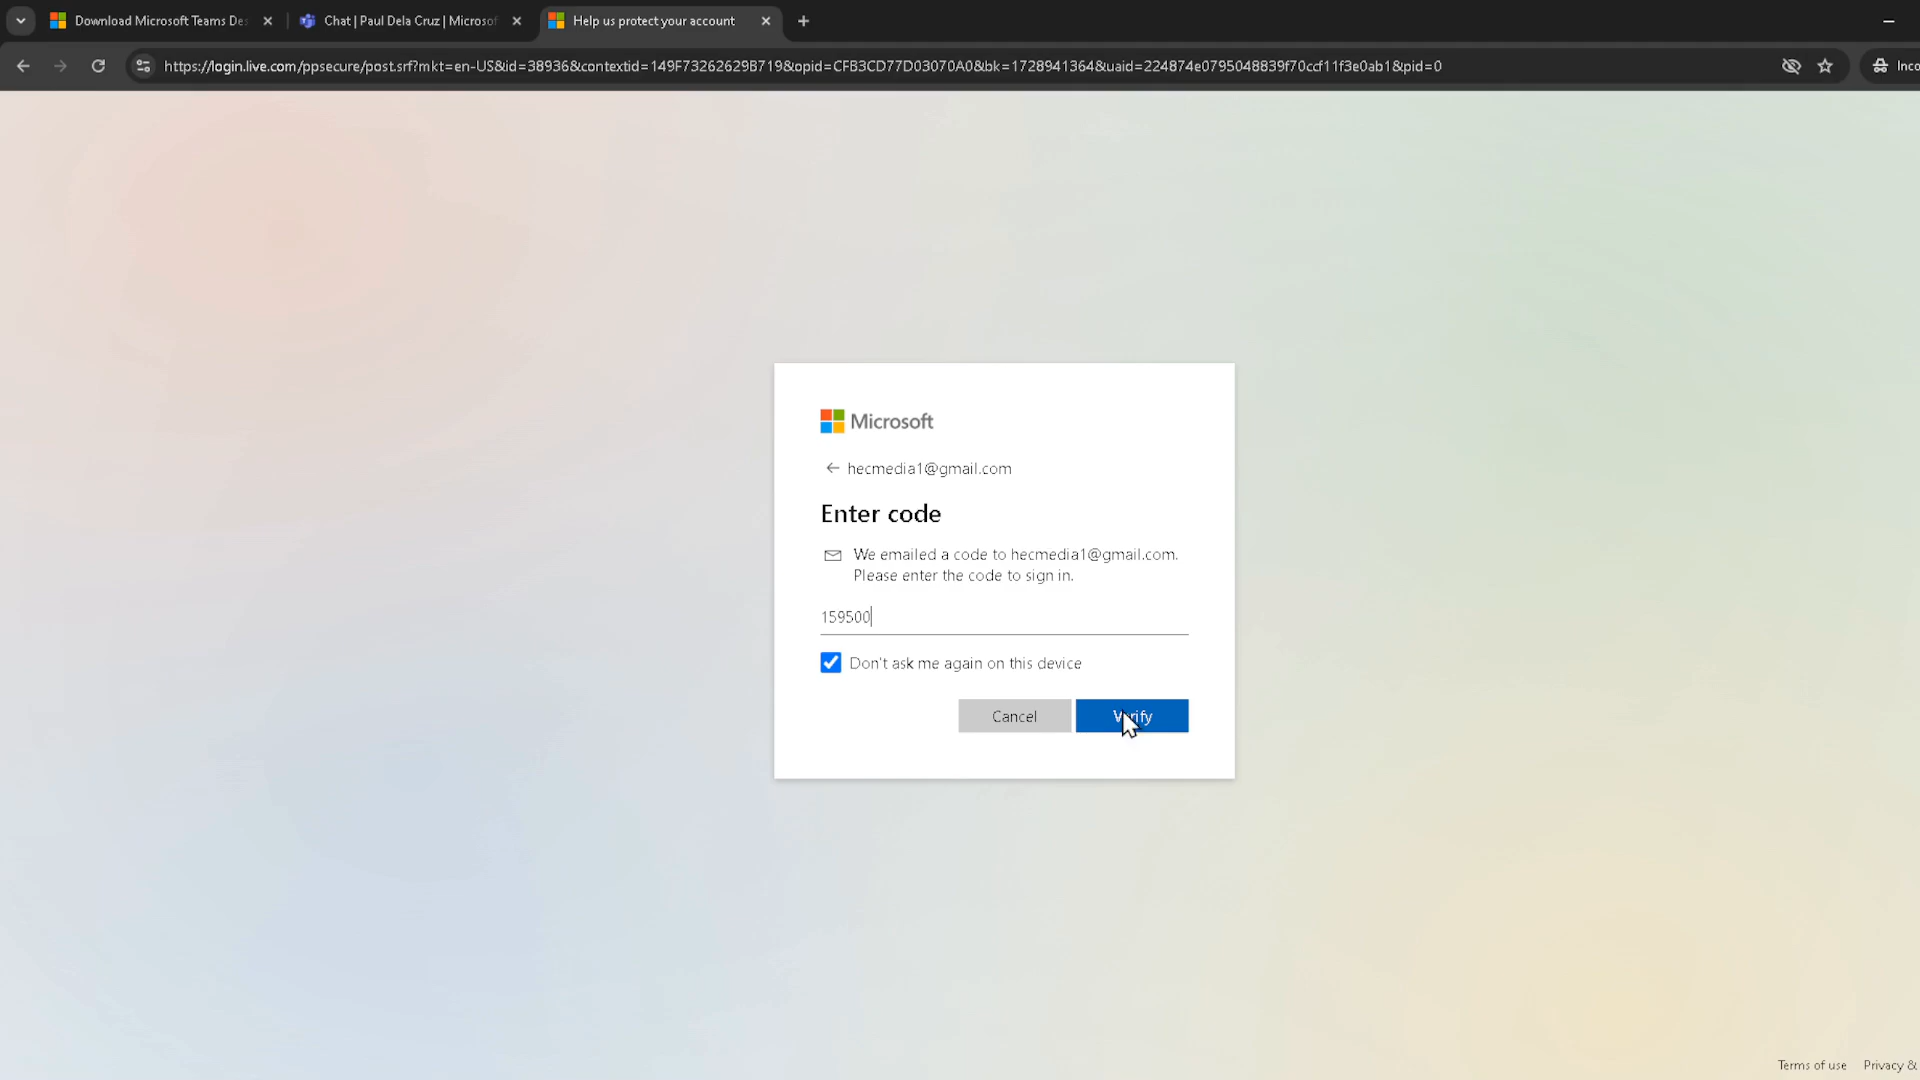 Download Microsoft Teams Des
Chat | Paul Dela Cruz | Microsof
Help us protect your account
https://login.live.com/ppsecure/post.srf?mkt=en-US&id=38936&contextid=149F73262629B719&opid=CFB3CD77D03070A0&bk=1728941364&uaid=224874e0795048839f70ccf11f3e0ab1&pid=0
Inco
Microsoft
hecmedia1@gmail.com
Enter code
We emailed a code to hecmedia1@gmail.com.
Please enter the code to sign in.
159500
Don't ask me again on this device
Cancel
Verify
Terms of use
Privacy &